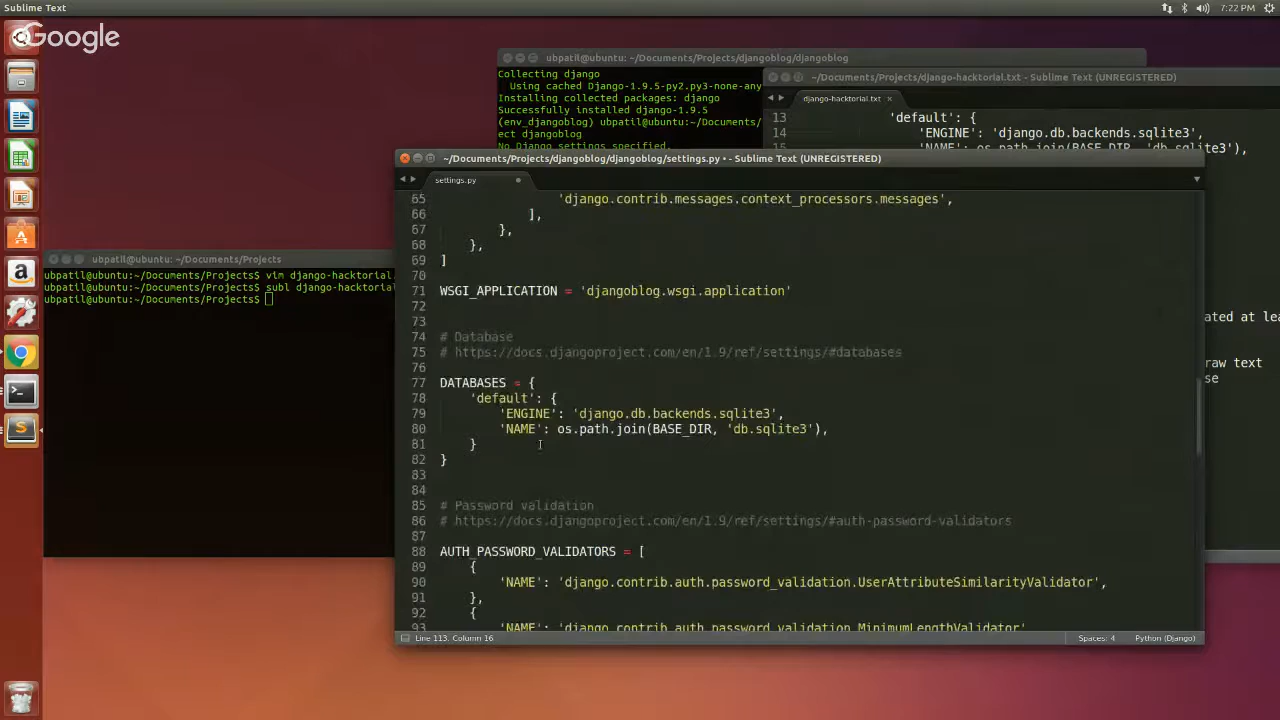 Sublime Text
7:22 PM
Google
ubpatil@ubuntu: ~/Documents/Projects/djangoblog/djangoblog
Collecting django
Using cached Django-1.9.5-py2.py3-none-any
Installing collected packages: django
Successfully installed django-1.9.5
(env_djangoblog) ubpatil@ubuntu:~/Documents/
ect djangoblog
No Django settings specified.
~/Documents/Projects/django-hacktorial.txt - Sublime Text (UNREGISTERED)
django-hacktorial.txt
13 'default': {
14 'ENGINE': 'django.db.backends.sqlite3',
15 'NAME': os.path.join(BASE_DIR, 'db.sqlite3'),
ated at lea
raw text
se
ubpatil@ubuntu: ~/Documents/Projects
ubpatil@ubuntu:~/Documents/Projects$ vim django-hacktorial.
ubpatil@ubuntu:~/Documents/Projects$ subl django-hacktorial
ubpatil@ubuntu:~/Documents/Projects$
~/Documents/Projects/djangoblog/djangoblog/settings.py • - Sublime Text (UNREGISTERED)
settings.py
65 'django.contrib.messages.context_processors.messages',
66 ],
67 },
68 },
69 ]
70
71 WSGI_APPLICATION = 'djangoblog.wsgi.application'
72
73
74 # Database
75 # https://docs.djangoproject.com/en/1.9/ref/settings/#databases
76
77 DATABASES = {
78 'default': {
79 'ENGINE': 'django.db.backends.sqlite3',
80 'NAME': os.path.join(BASE_DIR, 'db.sqlite3'),
81 }
82 }
83
84
85 # Password validation
86 # https://docs.djangoproject.com/en/1.9/ref/settings/#auth-password-validators
87
88 AUTH_PASSWORD_VALIDATORS = [
89 {
90 'NAME': 'django.contrib.auth.password_validation.UserAttributeSimilarityValidator',
91 },
92 {
93 'NAME': 'django.contrib.auth.password_validation.MinimumLengthValidator'
Line 113, Column 16
Spaces: 4
Python (Django)